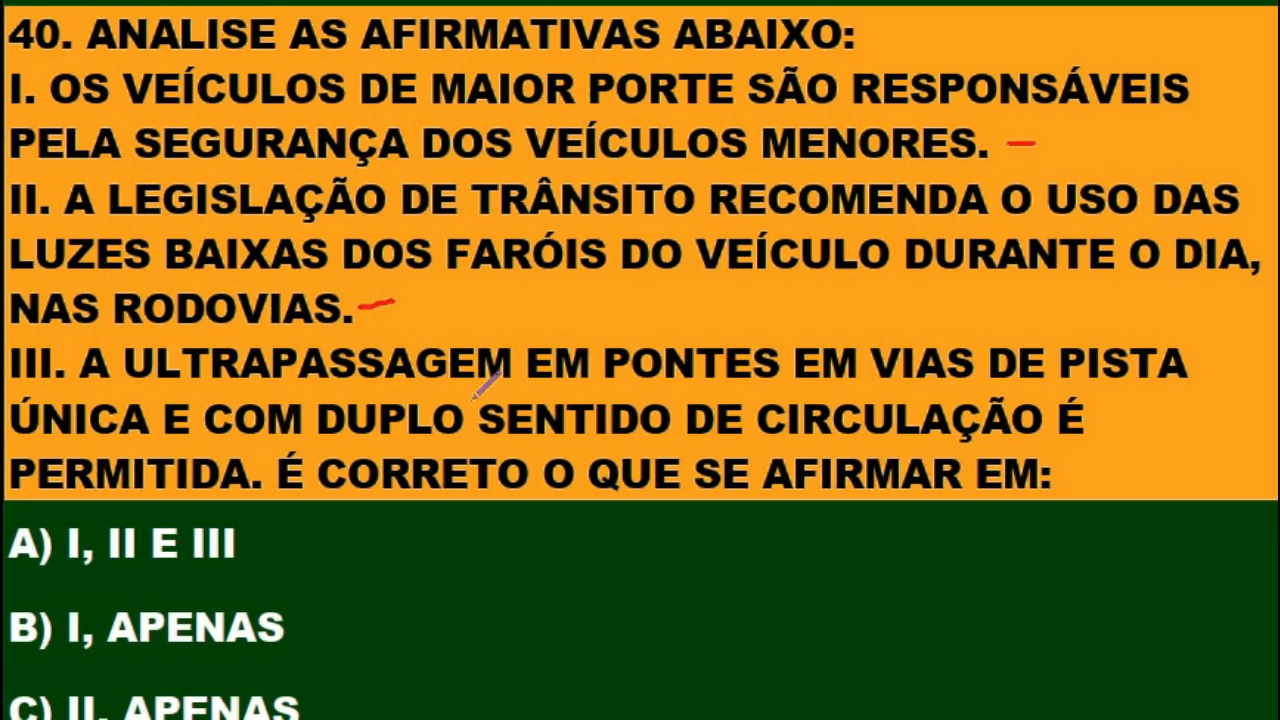 40. ANALISE AS AFIRMATIVAS ABAIXO:
I. OS VEÍCULOS DE MAIOR PORTE SÃO RESPONSÁVEIS
PELA SEGURANÇA DOS VEÍCULOS MENORES.
II. A LEGISLAÇÃO DE TRÂNSITO RECOMENDA O USO DAS
LUZES BAIXAS DOS FARÓIS DO VEÍCULO DURANTE O DIA,
NAS RODOVIAS.
III. A ULTRAPASSAGEM EM PONTES EM VIAS DE PISTA
ÚNICA E COM DUPLO SENTIDO DE CIRCULAÇÃO É
PERMITIDA. É CORRETO O QUE SE AFIRMAR EM:
A) I, II E III
B) I, APENAS
C) II, APENAS